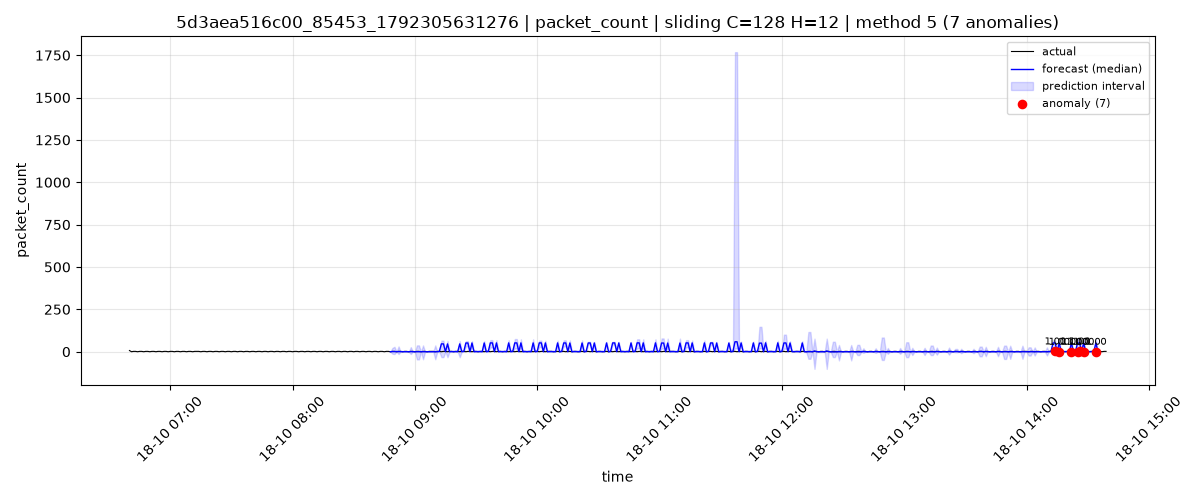 5d3aea516c00_85453_1792305631276 | packet_count | sliding C=128 H=12 | method 5 (7 anomalies)
packet_count
1750
1500
1250
1000
750
500
250
0
actual
forecast (median)
prediction interval
anomaly (7)
18-10 07:00
18-10 08:00
18-10 09:00
18-10 10:00
18-10 11:00
18-10 12:00
18-10 13:00
18-10 14:00
18-10 15:00
time